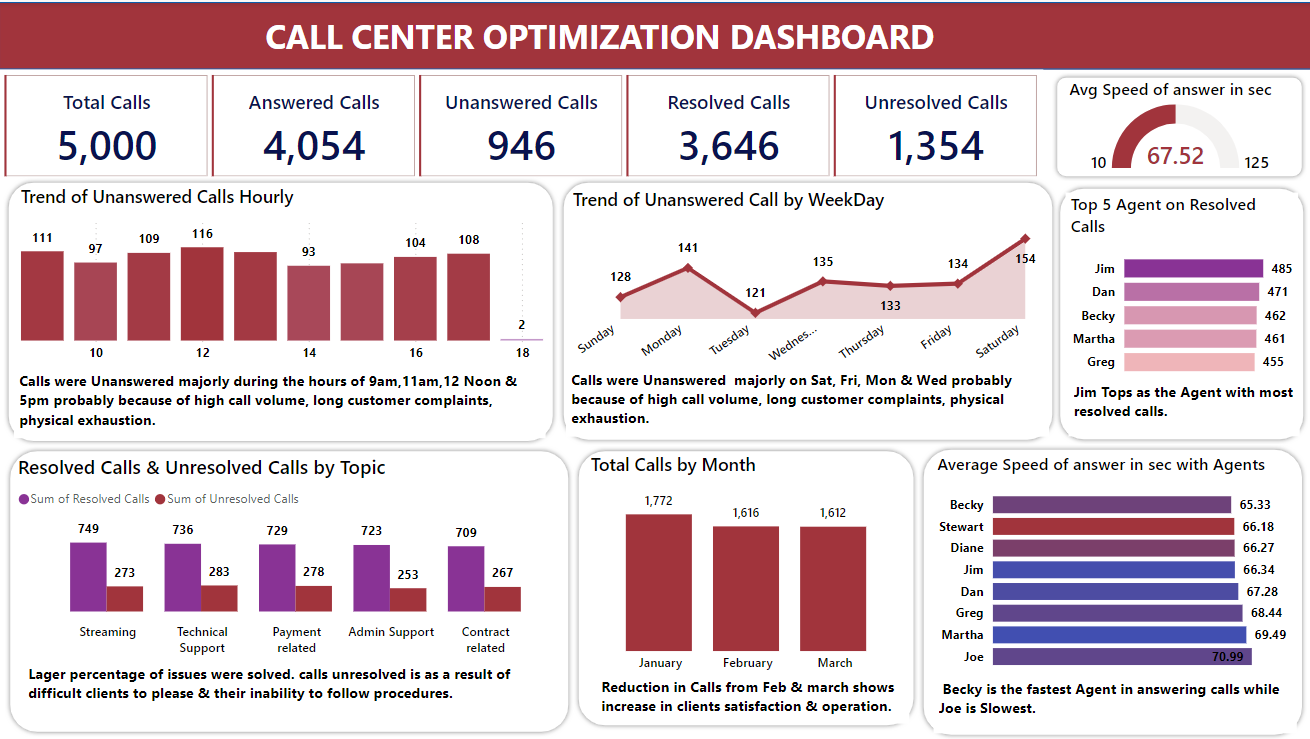 CALL CENTER OPTIMIZATION DASHBOARD
Total Calls
5,000
Answered Calls
4,054
Unanswered Calls
946
Resolved Calls
3,646
Unresolved Calls
1,354
Avg Speed of answer in sec
67.52
10
125
Trend of Unanswered Calls Hourly
111
97
109
116
93
104
108
2
10
12
14
16
18
Calls were Unanswered majorly during the hours of 9am,11am,12 Noon &
5pm probably because of high call volume, long customer complaints,
physical exhaustion.
Trend of Unanswered Call by WeekDay
128
141
121
135
133
134
154
Sunday
Monday
Tuesday
Wednes...
Thursday
Friday
Saturday
Calls were Unanswered  majorly on Sat, Fri, Mon & Wed probably
because of high call volume, long customer complaints, physical
exhaustion.
Top 5 Agent on Resolved
Calls
Jim 485
Dan 471
Becky 462
Martha 461
Greg 455
Jim Tops as the Agent with most
resolved calls.
Resolved Calls & Unresolved Calls by Topic
Sum of Resolved Calls Sum of Unresolved Calls
749
273
736
283
729
278
723
253
709
267
Streaming
Technical
Support
Payment
related
Admin Support
Contract
related
Lager percentage of issues were solved. calls unresolved is as a result of
difficult clients to please & their inability to follow procedures.
Total Calls by Month
1,772
1,616
1,612
January
February
March
Reduction in Calls from Feb & march shows
increase in clients satisfaction & operation.
Average Speed of answer in sec with Agents
Becky 65.33
Stewart 66.18
Diane 66.27
Jim 66.34
Dan 67.28
Greg 68.44
Martha 69.49
Joe 70.99
Becky is the fastest Agent in answering calls while
Joe is Slowest.